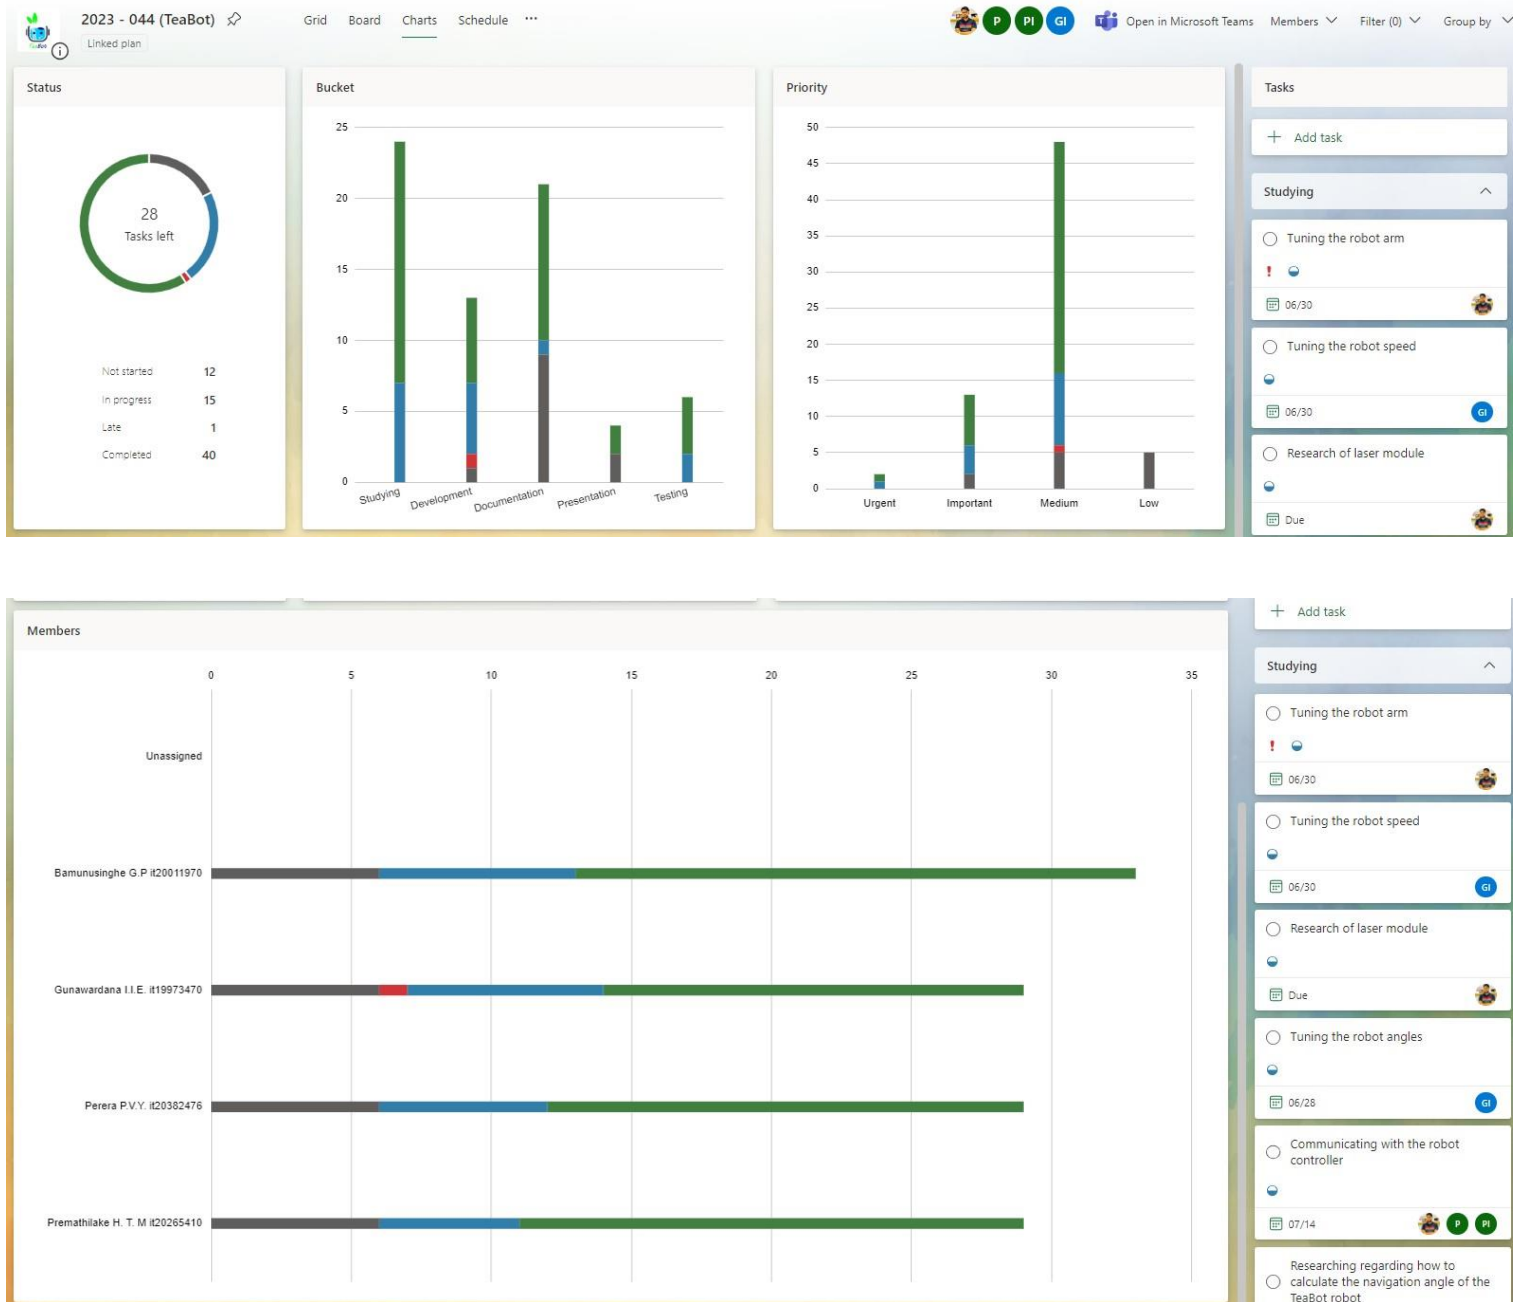 2023 - 044 (TeaBot)
Linked plan
Grid Board Charts Schedule ···
P PI GI
Open in Microsoft Teams Members Filter (0) Group by
Status
28
Tasks left
Not started 12
In progress 15
Late 1
Completed 40
Bucket
25
20
15
10
5
0
Studying Development Documentation Presentation Testing
Priority
50
45
40
35
30
25
20
15
10
5
0
Urgent Important Medium Low
Tasks
+ Add task
Studying
Tuning the robot arm
!
06/30
Tuning the robot speed
06/30 GI
Research of laser module
Due
Members
0 5 10 15 20 25 30 35
Unassigned
Bamunusinghe G.P it20011970
Gunawardana I.I.E. it19973470
Perera P.V.Y. it20382476
Premathilake H. T. M it20265410
+ Add task
Studying
Tuning the robot arm
!
06/30
Tuning the robot speed
06/30 GI
Research of laser module
Due
Tuning the robot angles
06/28 GI
Communicating with the robot
controller
07/14 P PI
Researching regarding how to
calculate the navigation angle of the
TeaBot robot